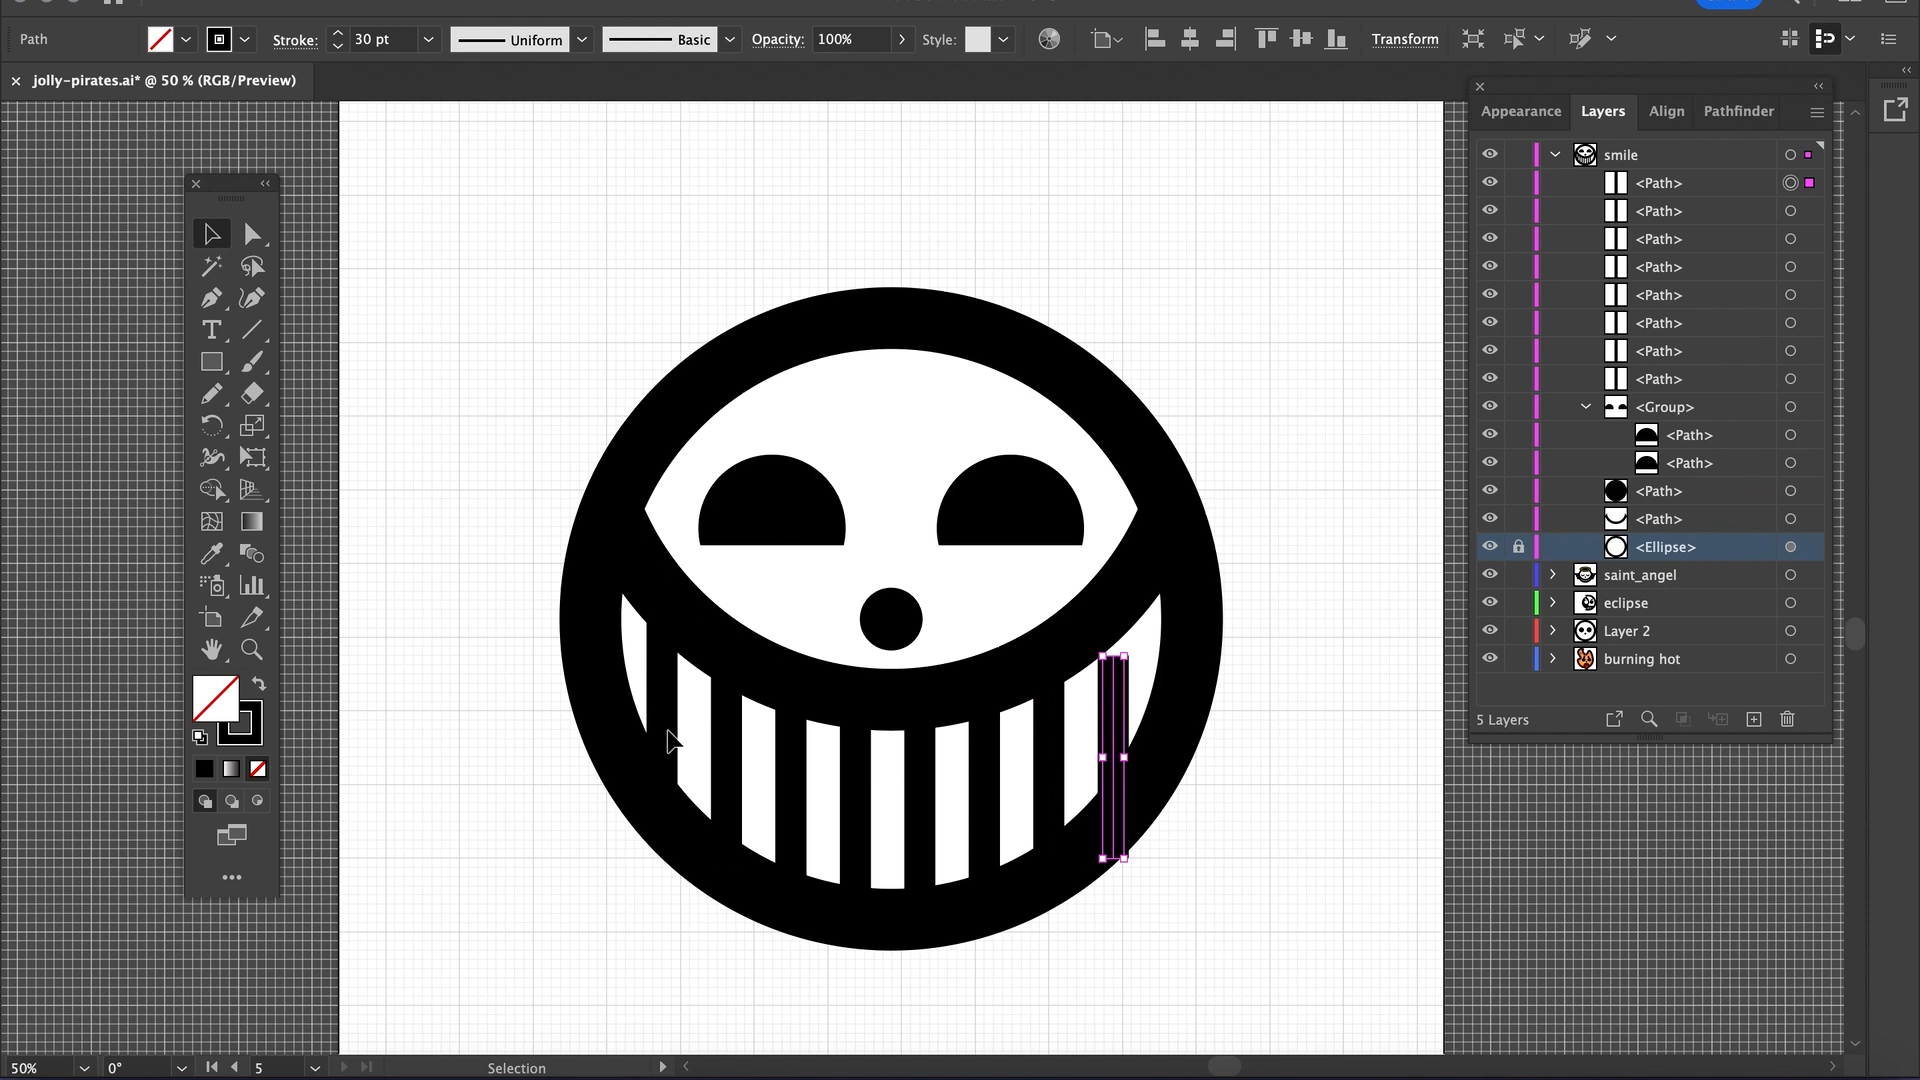 Path
Stroke:
30 pt
Uniform
Basic
Opacity:
100%
Style:
Transform
jolly-pirates.ai* @ 50 % (RGB/Preview)
Appearance
Layers
Align
Pathfinder
smile
<Path>
<Path>
<Path>
<Path>
<Path>
<Path>
<Path>
<Path>
<Group>
<Path>
<Path>
<Path>
<Path>
<Ellipse>
saint_angel
eclipse
Layer 2
burning hot
5 Layers
50%
0°
5
Selection